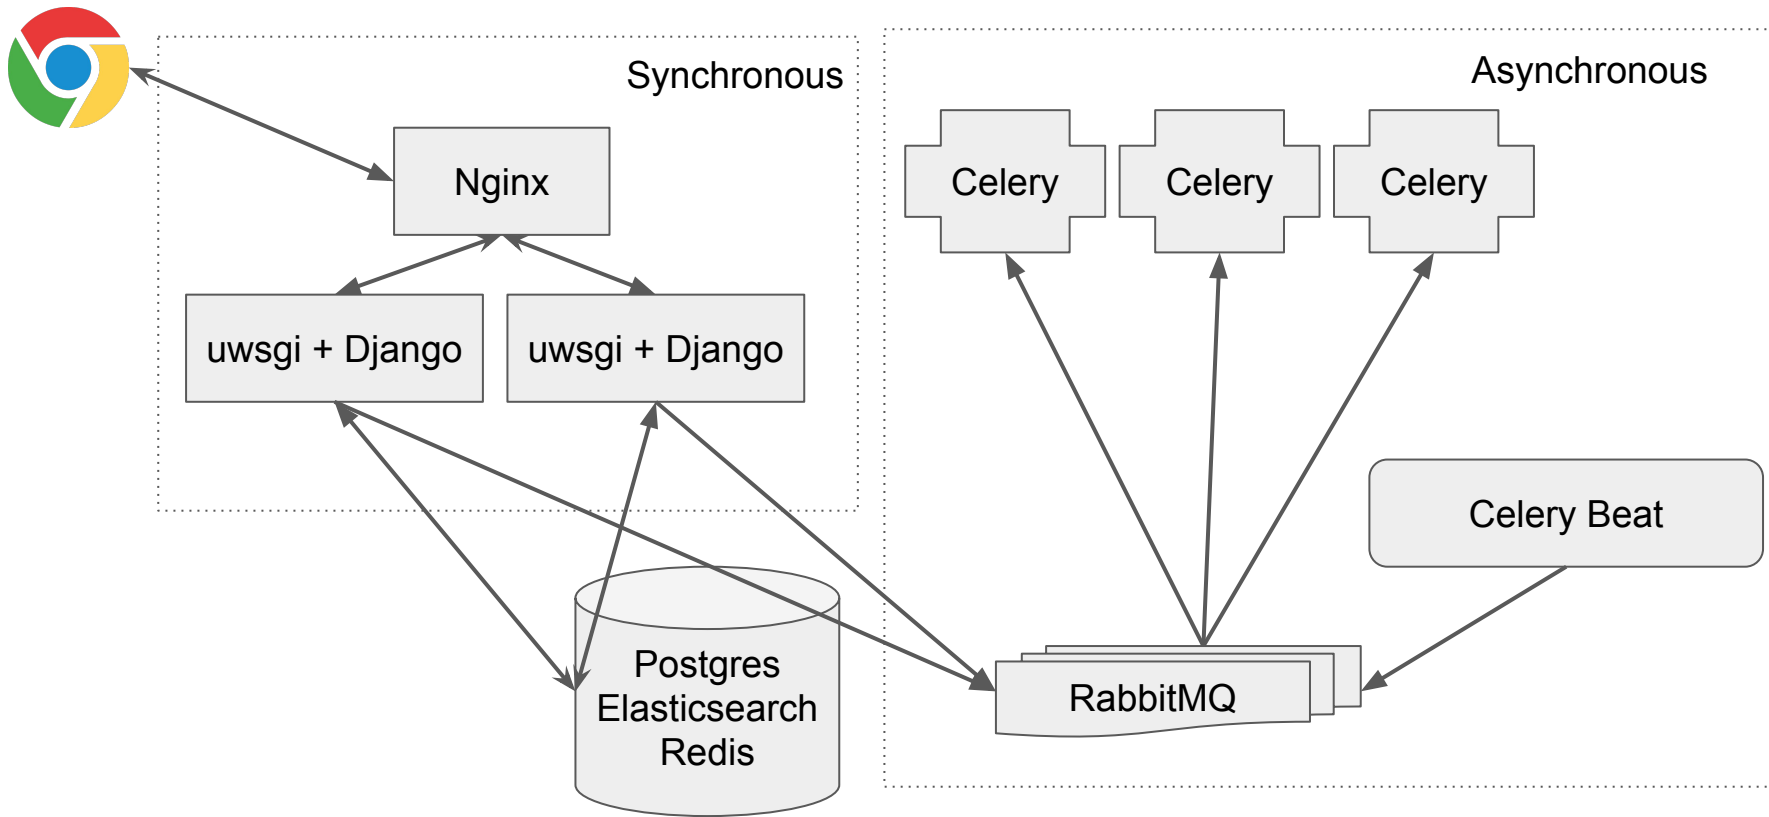 Synchronous
Asynchronous
Nginx
Celery
Celery
Celery
uwsgi + Django
uwsgi + Django
Celery Beat
Postgres
Elasticsearch
Redis
RabbitMQ